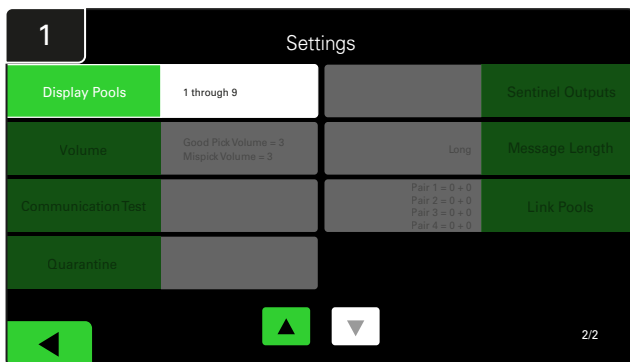 1
Settings
Display Pools
1 through 9
Sentinel Outputs
Volume
Good Pick Volume = 3
Mispick Volume = 3
Long
Message Length
Communication Test
Pair 1 = 0 + 0
Pair 2 = 0 + 0
Pair 3 = 0 + 0
Pair 4 = 0 + 0
Link Pools
Quarantine
2/2